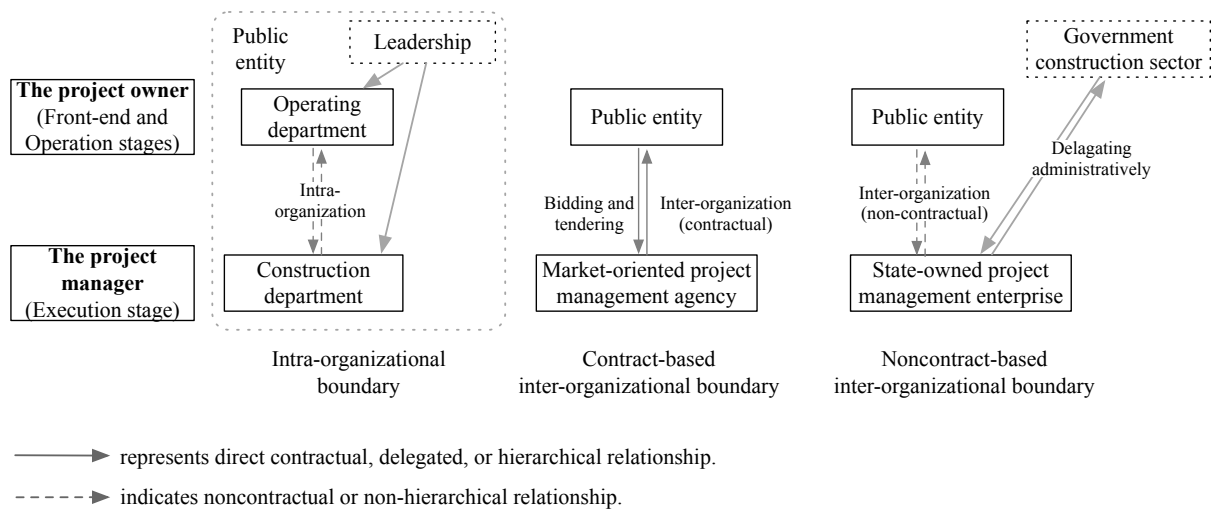 The project owner
(Front-end and
Operation stages)
The project
manager
(Execution stage)
Public
entity
Leadership
Operating
department
Intra-
organization
Construction
department
Intra-organizational
boundary
Public entity
Bidding and
tendering
Inter-organization
(contractual)
Market-oriented project
management agency
Contract-based
inter-organizational boundary
Government
construction sector
Public entity
Delagating
administratively
Inter-organization
(non-contractual)
State-owned project
management enterprise
Noncontract-based
inter-organizational boundary
represents direct contractual, delegated, or hierarchical relationship.
indicates noncontractual or non-hierarchical relationship.